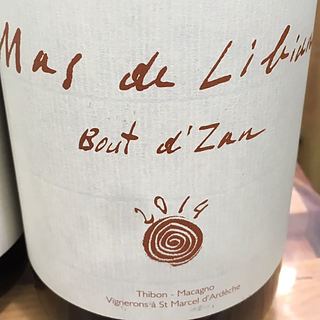 Mas de Libian
Bout d'Zan
2014
Thibon - Macagno
Vignerons à St Marcel d'Ardèche